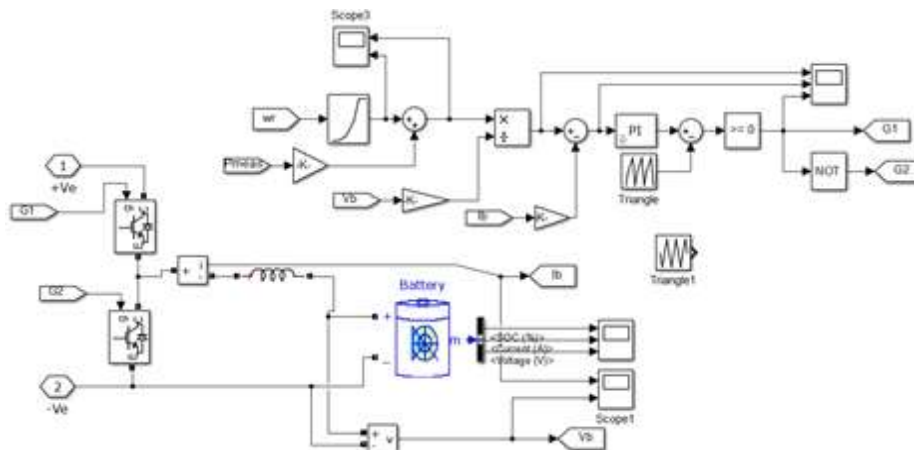 Scope3
wr
Pmeas
-K-
Vb
-K-
Ib
-K-
×
÷
PI
Triangle
>= 0
NOT
G1
G2
Triangle1
1
+Ve
G1
G2
2
-Ve
Battery
m
<SOC (%)>
<Current (A)>
<Voltage (V)>
Ib
Scope1
v
Vb